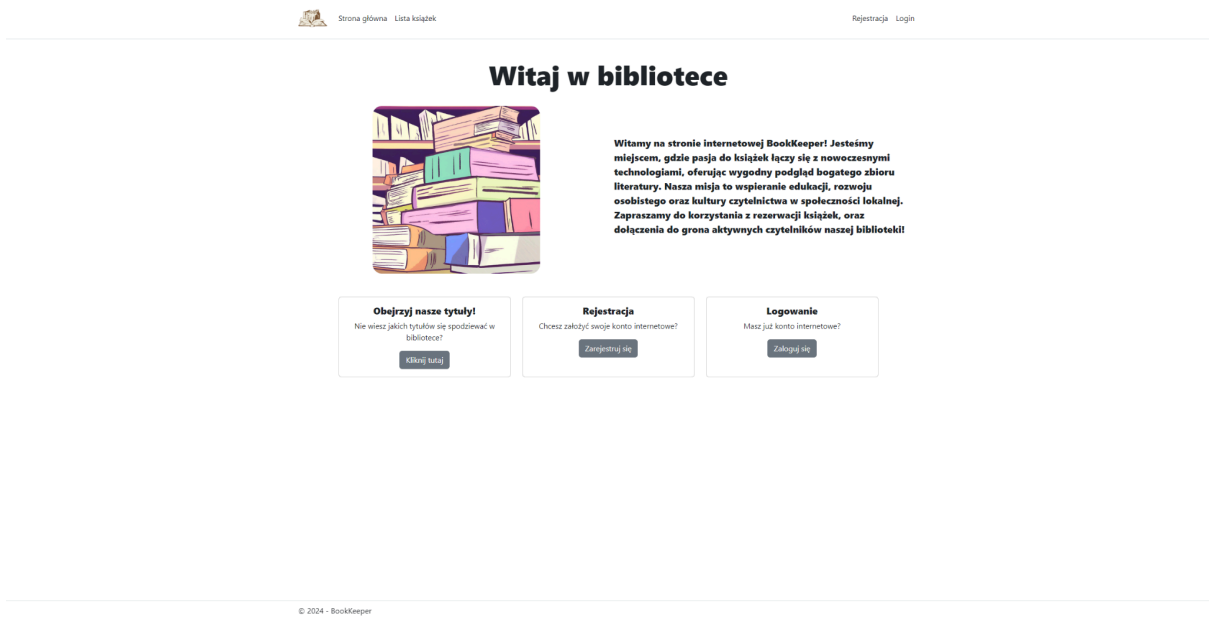 Strona główna Lista książek Rejestracja Login
Witaj w bibliotece
Witamy na stronie internetowej BookKeeper! Jesteśmy
miejscem, gdzie pasja do książek łączy się z nowoczesnymi
technologiami, oferując wygodny podgląd bogatego zbioru
literatury. Nasza misja to wspieranie edukacji, rozwoju
osobistego oraz kultury czytelnictwa w społeczności lokalnej.
Zapraszamy do korzystania z rezerwacji książek, oraz
dołączenia do grona aktywnych czytelników naszej biblioteki!
Obejrzyj nasze tytuły!
Nie wiesz jakich tytułów się spodziewać w
bibliotece?
Kliknij tutaj
Rejestracja
Chcesz założyć swoje konto internetowe?
Zarejestruj się
Logowanie
Masz już konto internetowe?
Zaloguj się
© 2024 - BookKeeper